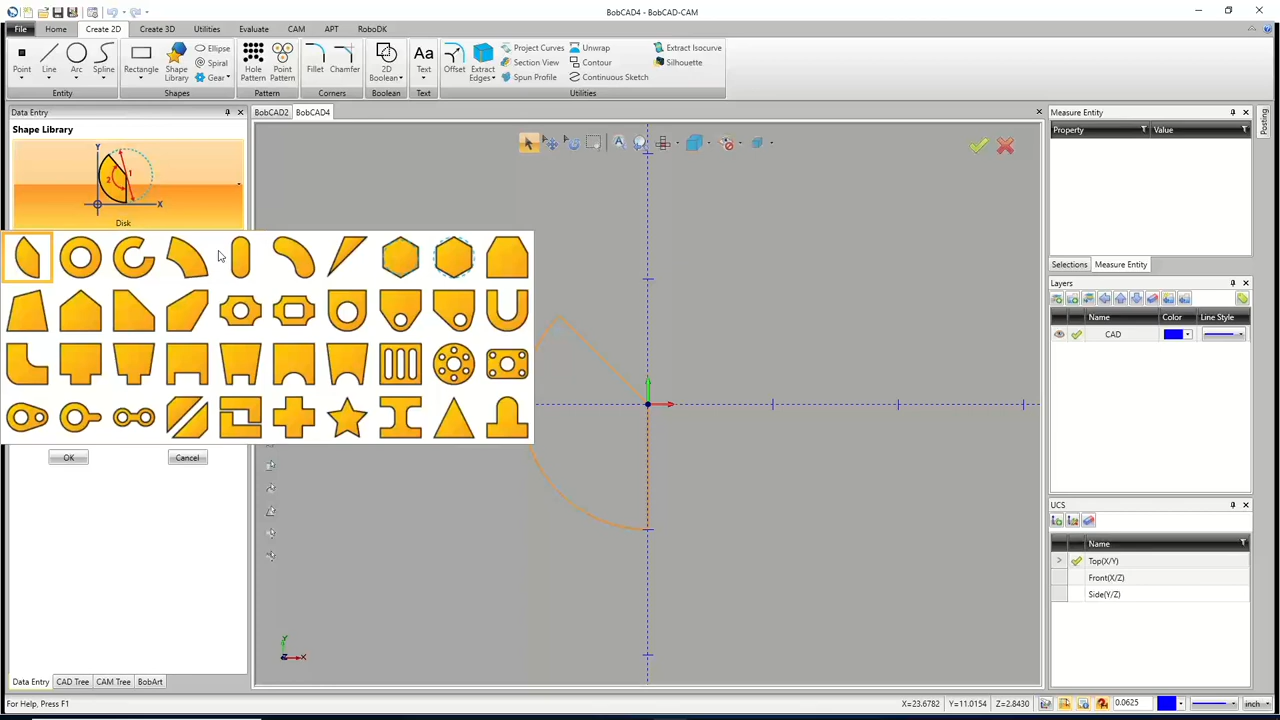 BobCAD4 - BobCAD-CAM
File Home Create 2D Create 3D Utilities Evaluate CAM APT RoboDK
Point Line Arc Spline Rectangle Shape Library Ellipse Spiral Gear Hole Pattern Point Pattern Fillet Chamfer 2D Boolean Text Offset Extract Edges Project Curves Section View Spun Profile Unwrap Contour Continuous Sketch Extract Isocurve Silhouette
Entity Shapes Pattern Corners Boolean Text Utilities
Data Entry
BobCAD2 BobCAD4
Measure Entity
Posting
Shape Library
Property Value
Y
2 1
X
Disk
Selections Measure Entity
Layers
Name Color Line Style
CAD
OK Cancel
UCS
Name
Top(X/Y)
Front(X/Z)
Side(Y/Z)
Y
Z X
Data Entry CAD Tree CAM Tree BobArt
For Help, Press F1
X=23.6782 Y=11.0154 Z=2.8430 0.0625 inch